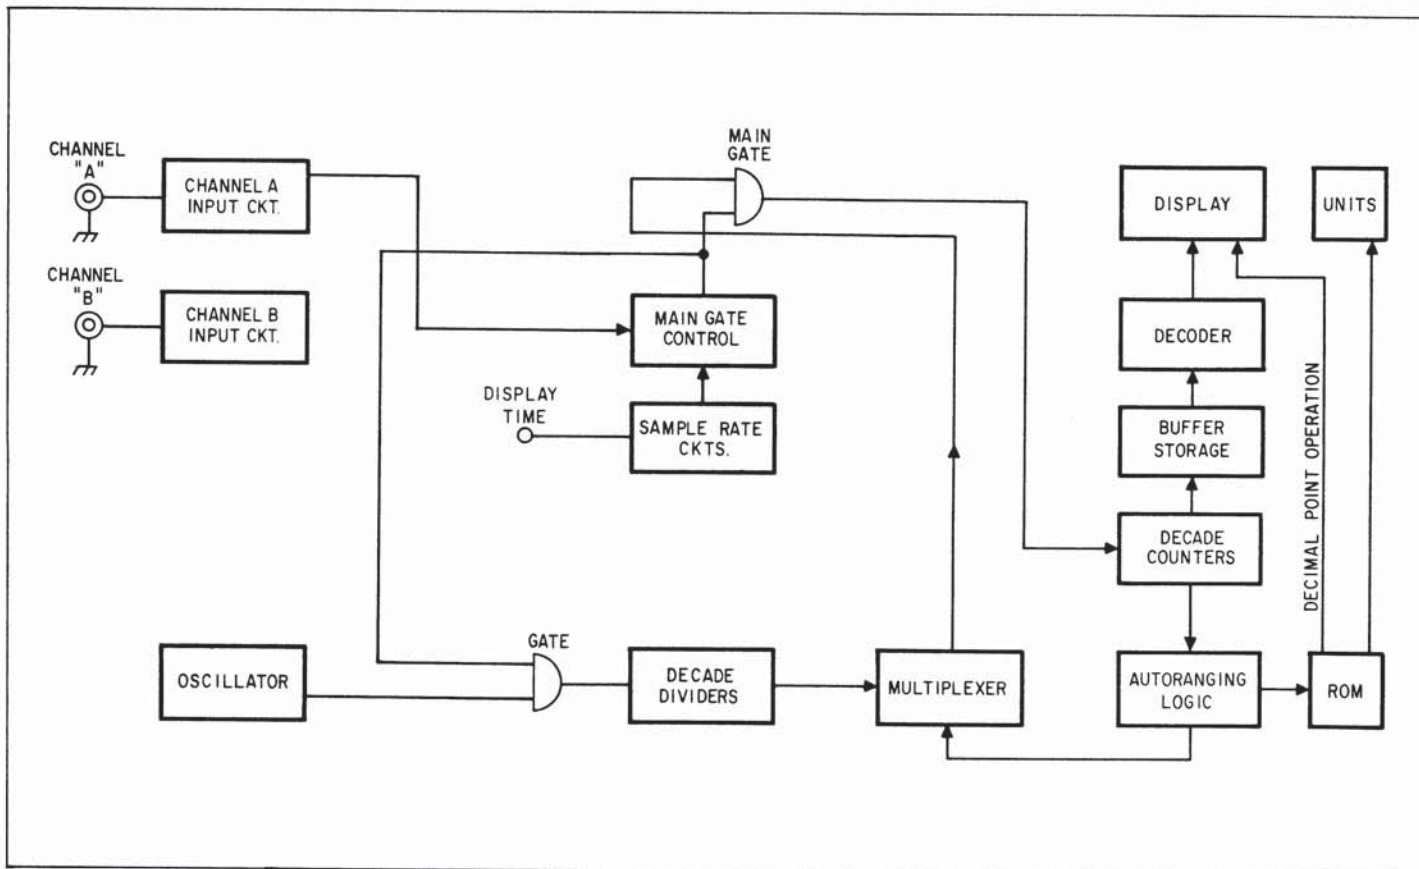 CHANNEL
"A"
CHANNEL A
INPUT CKT.
CHANNEL
"B"
CHANNEL B
INPUT CKT.
MAIN
GATE
MAIN GATE
CONTROL
DISPLAY
TIME
SAMPLE RATE
CKTS.
OSCILLATOR
GATE
DECADE
DIVIDERS
MULTIPLEXER
DISPLAY
UNITS
DECODER
BUFFER
STORAGE
DECADE
COUNTERS
DECIMAL POINT OPERATION
AUTORANGING
LOGIC
ROM